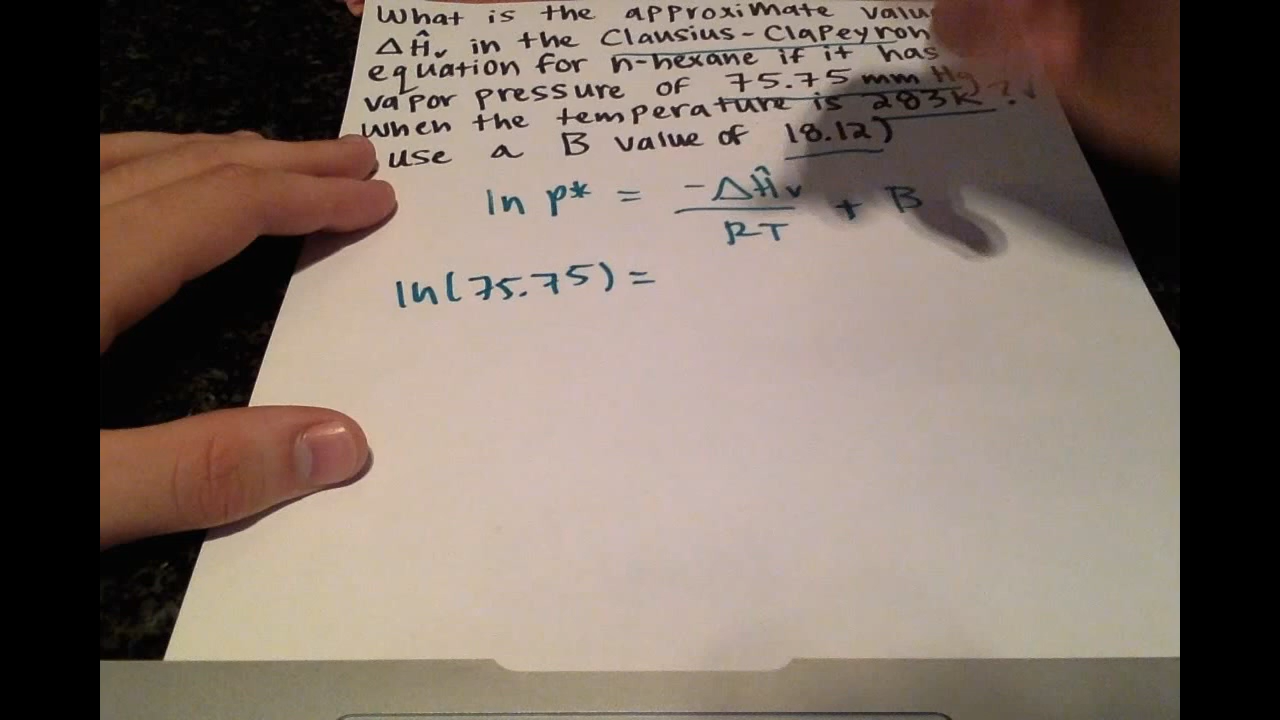 What is the approximate
ΔĤᵥ in the Clausius-Clapeyron
equation for n-hexane if it has
vapor pressure of 75.75 mm Hg
when the temperature is 283K ?
use a B value of 18.12)
ln p* = -ΔĤᵥ / RT + B
ln(75.75) =